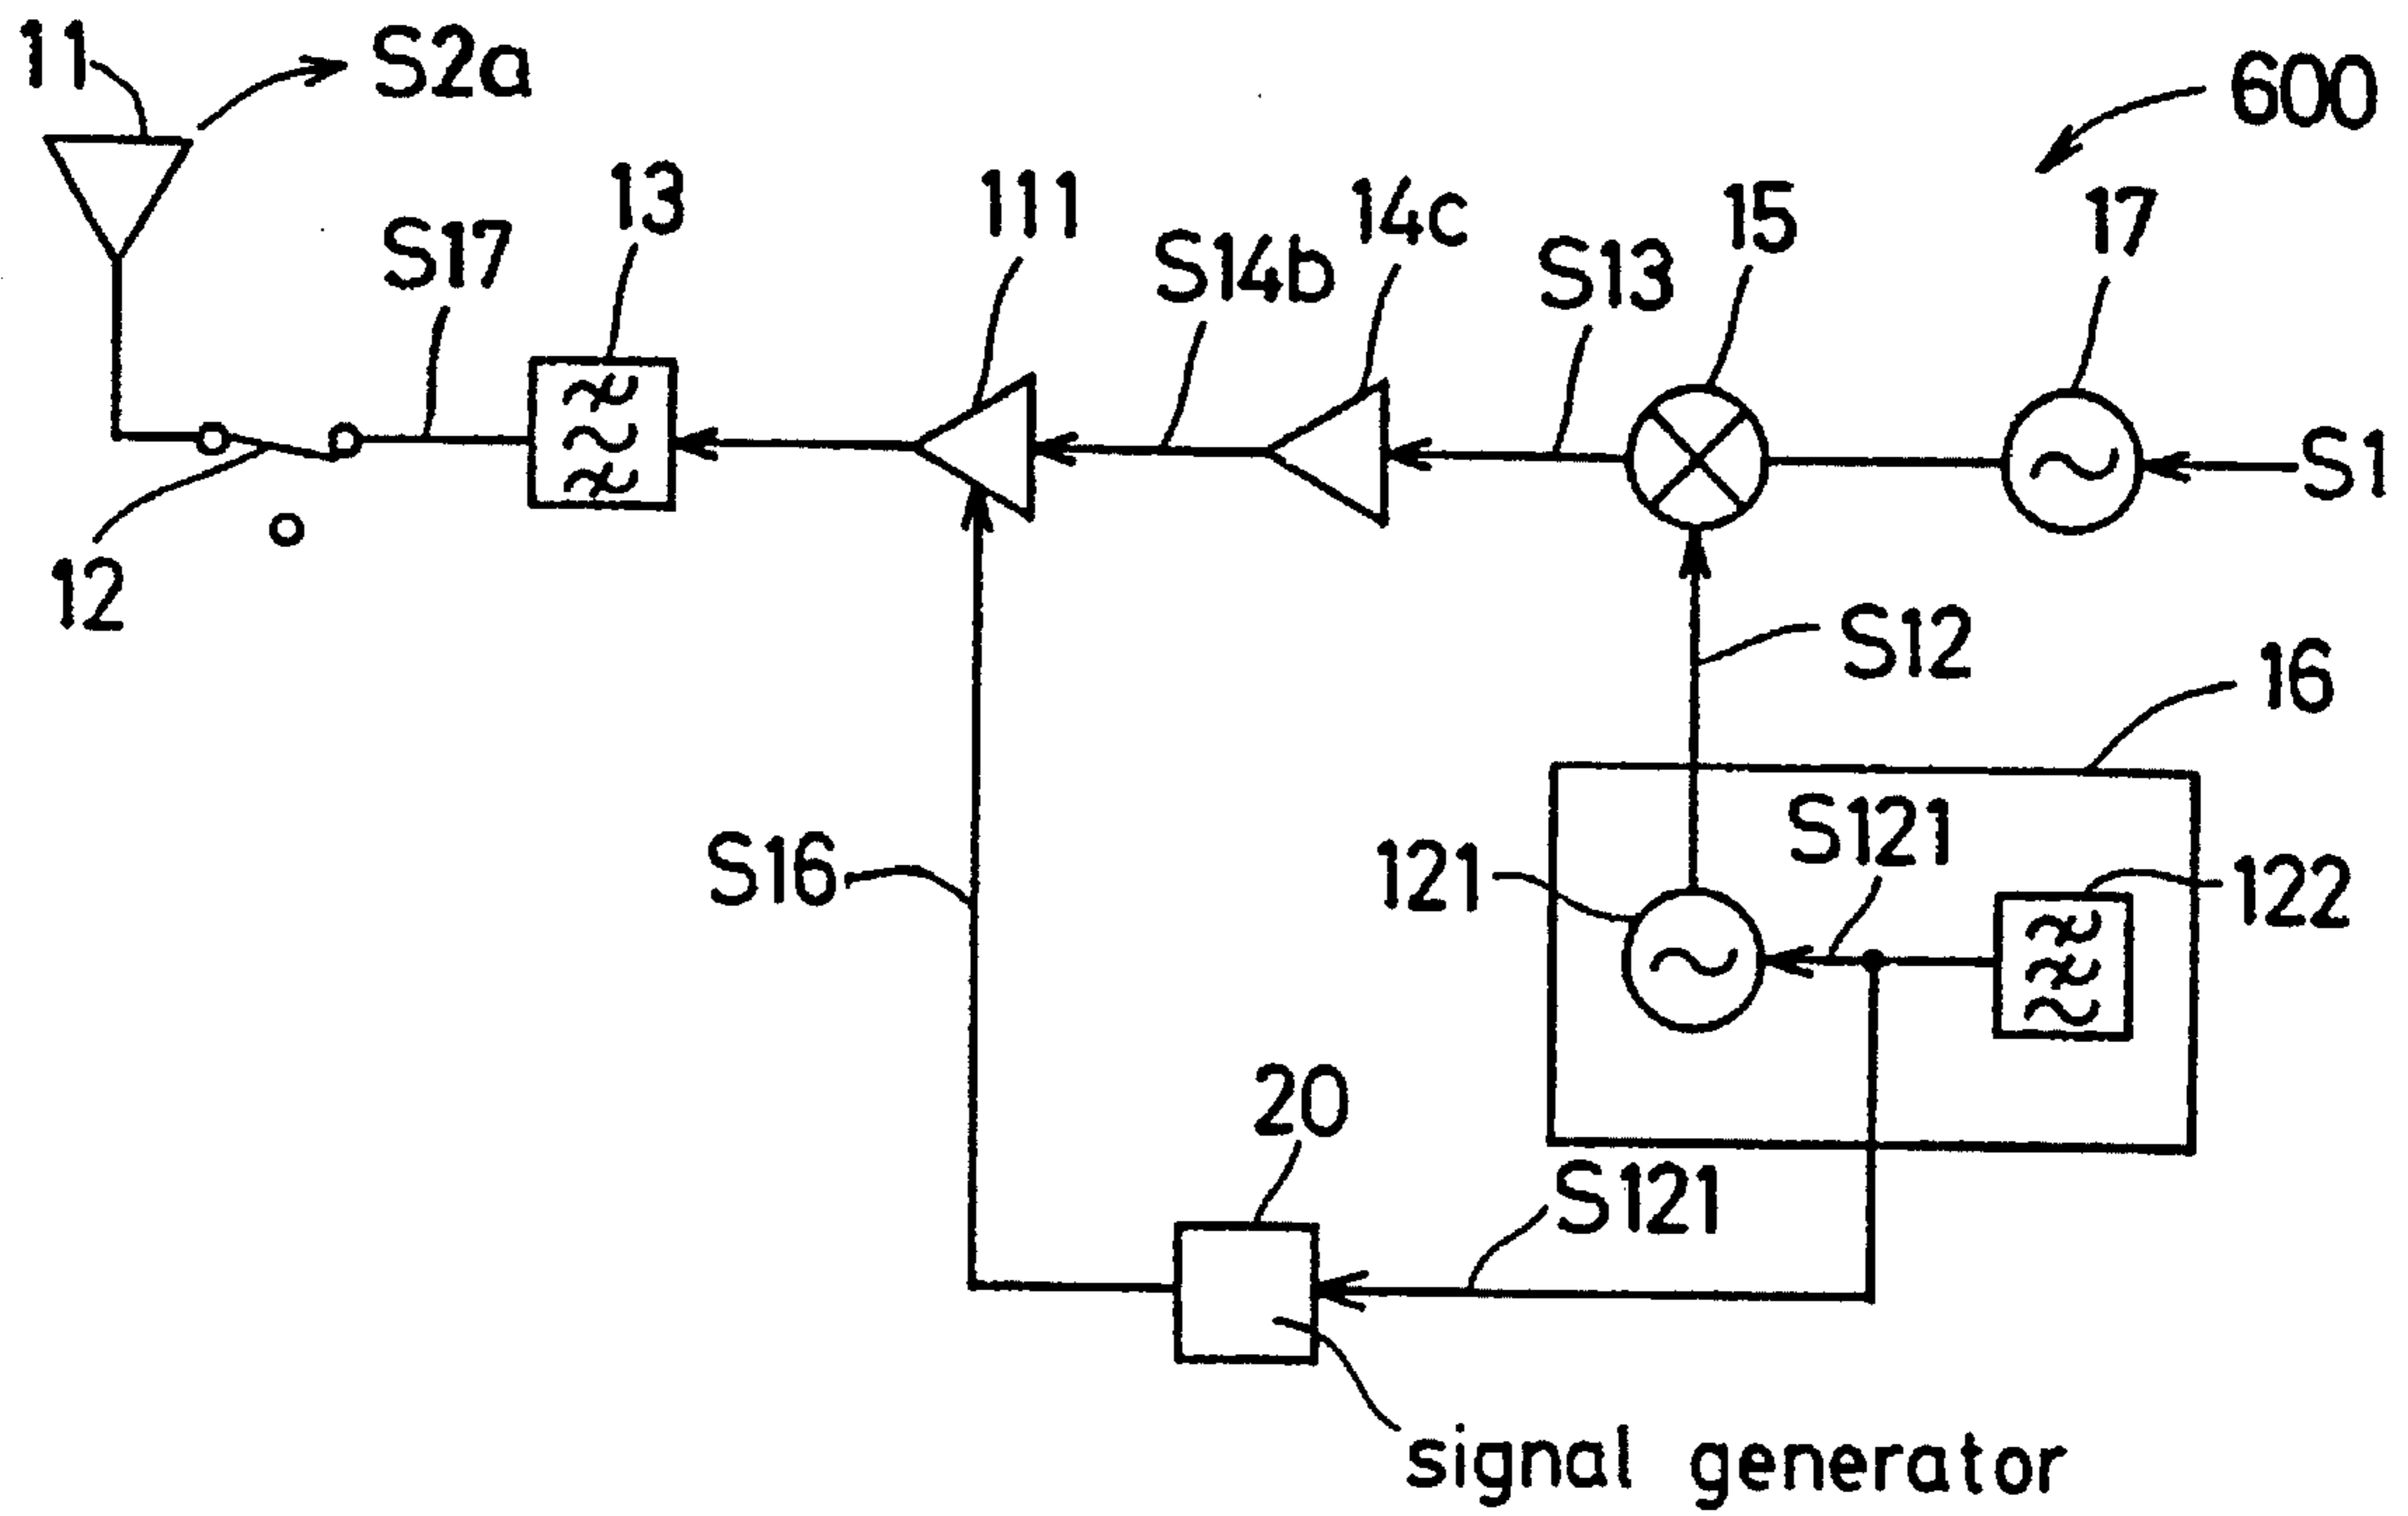 11
S2a
600
13
111
14c
15
17
S17
S14b
S13
S1
12
S12
16
S121
121
122
S16
20
S121
signal generator